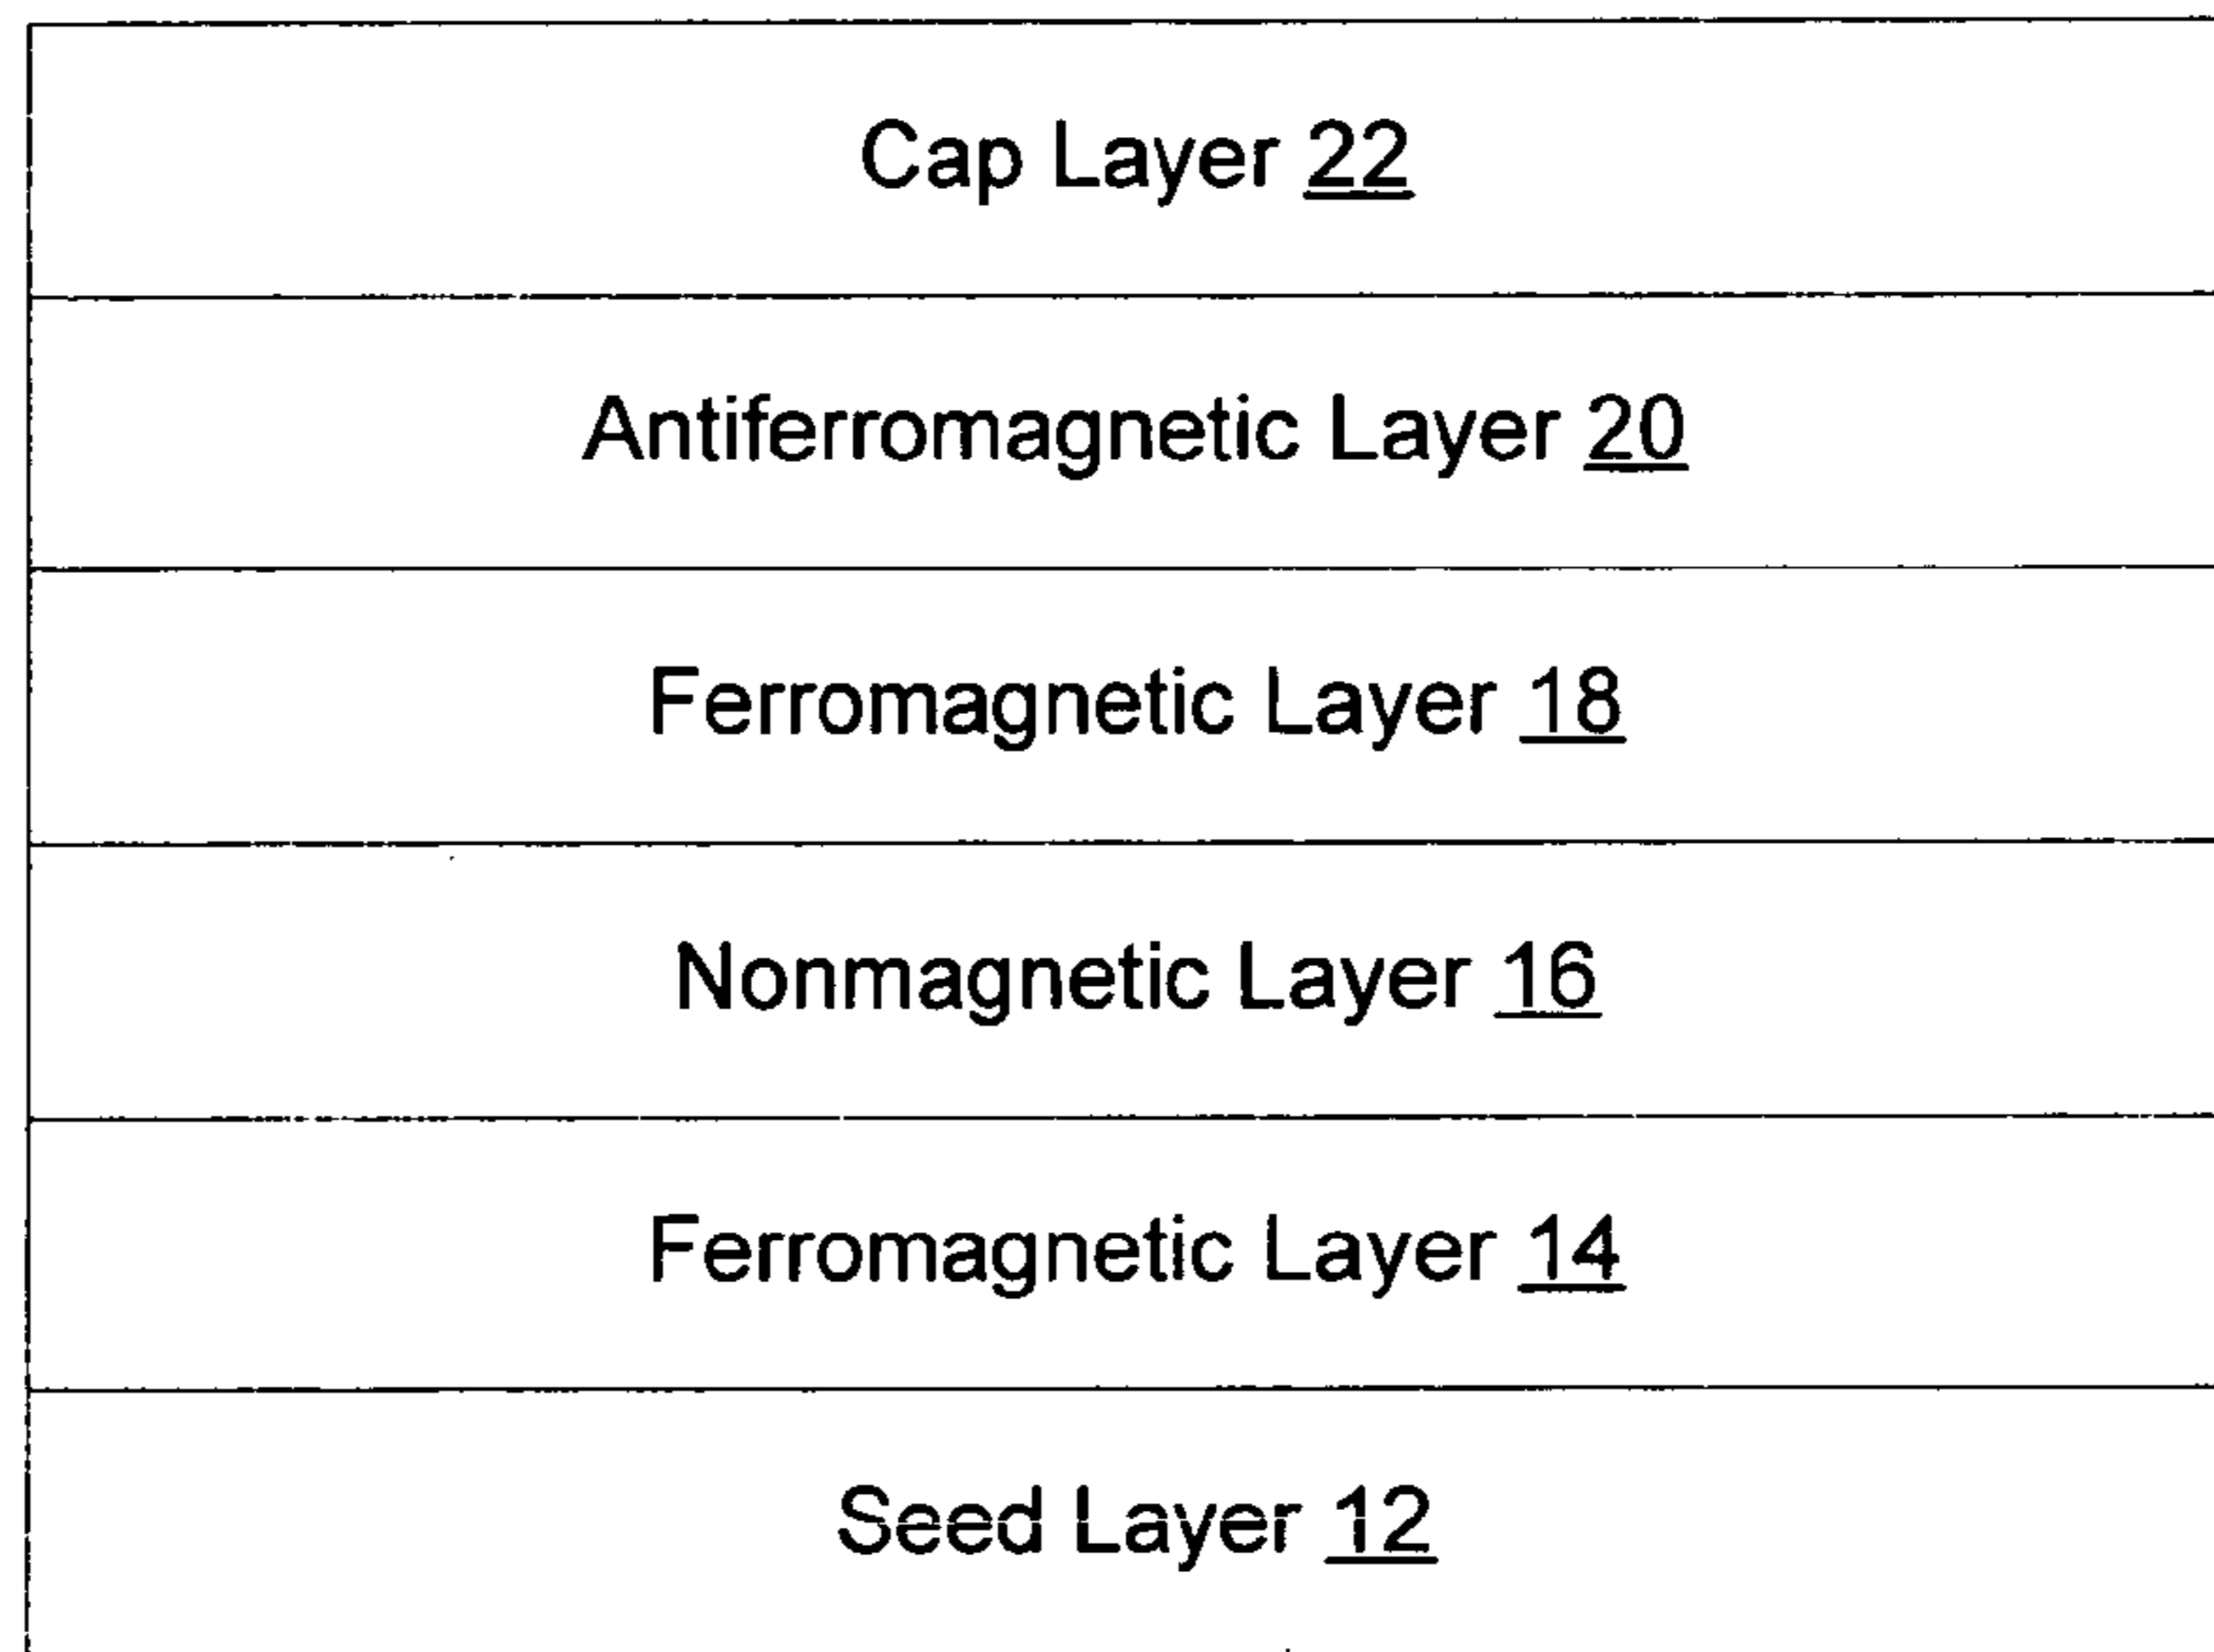 Cap Layer 22
Antiferromagnetic Layer 20
Ferromagnetic Layer 18
Nonmagnetic Layer 16
Ferromagnetic Layer 14
Seed Layer 12